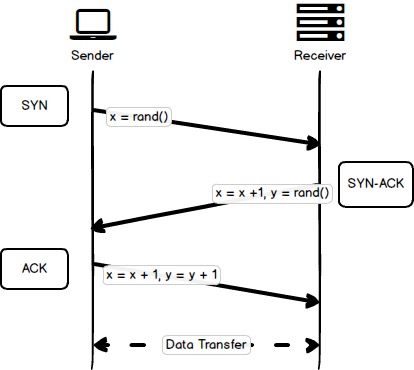 Sender
Receiver
SYN
x = rand()
SYN-ACK
x = x +1, y = rand()
ACK
x = x + 1, y = y + 1
Data Transfer